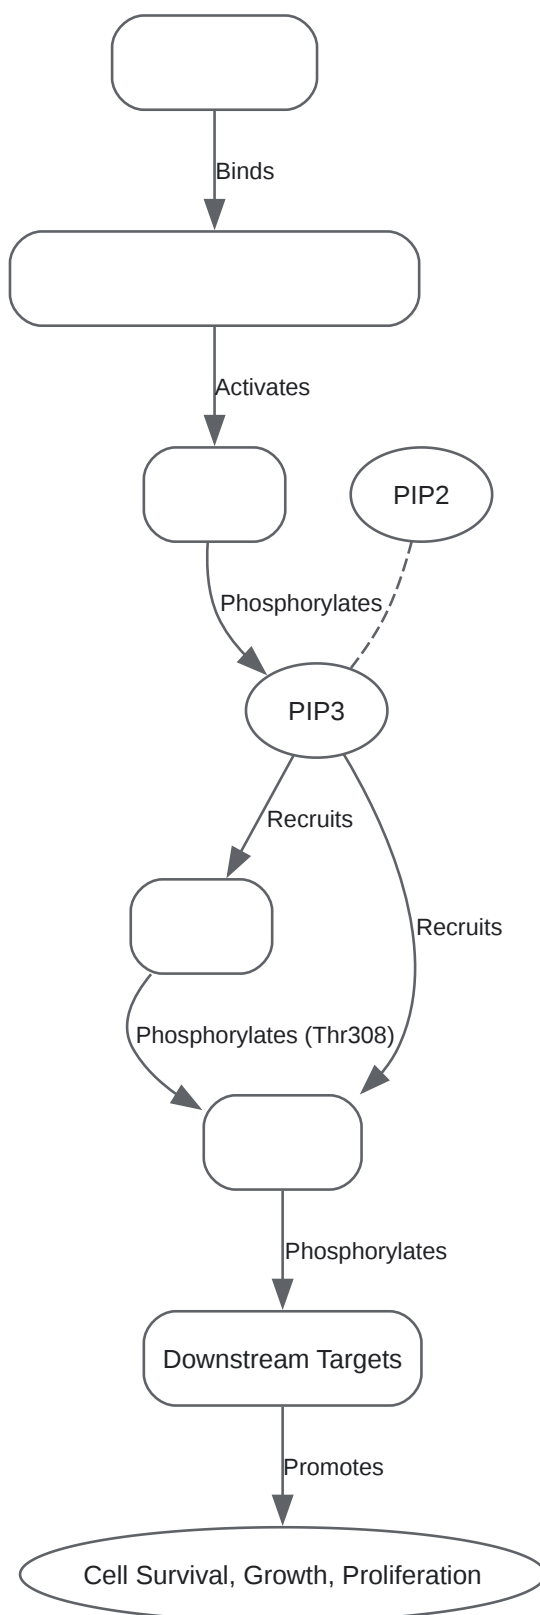 Binds
Activates
PIP2
Phosphorylates
PIP3
Recruits
Recruits
Phosphorylates (Thr308)
Phosphorylates
Downstream Targets
Promotes
Cell Survival, Growth, Proliferation